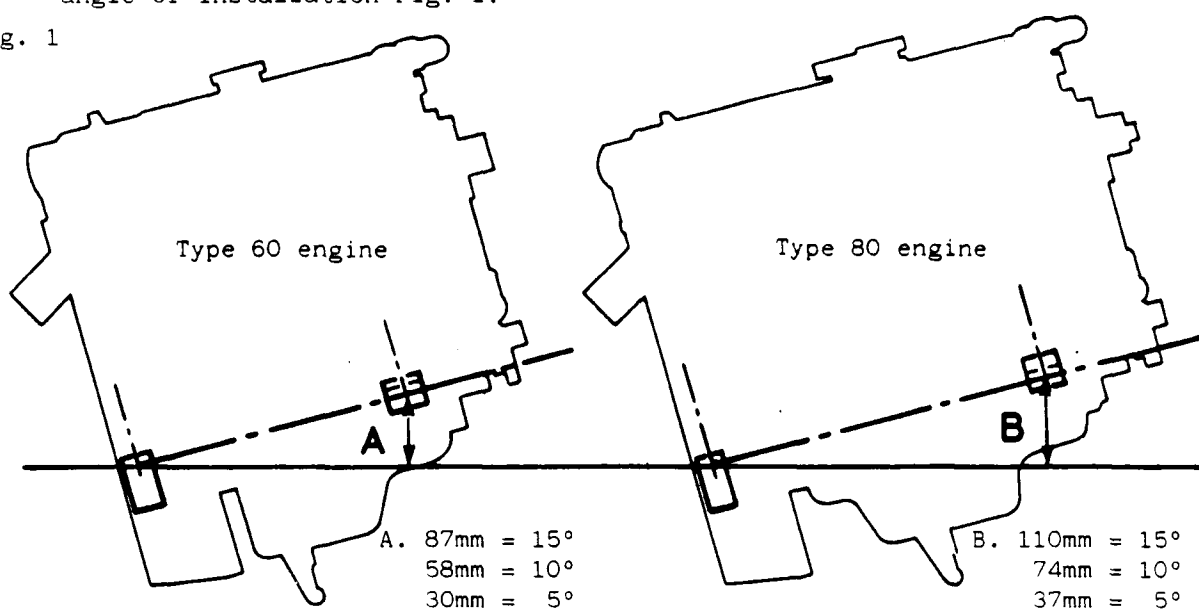 angle of installation Fig. 1.
g. 1
Type 60 engine
Type 80 engine
A
B
A. 87mm = 15°
58mm = 10°
30mm = 5°
B. 110mm = 15°
74mm = 10°
37mm = 5°